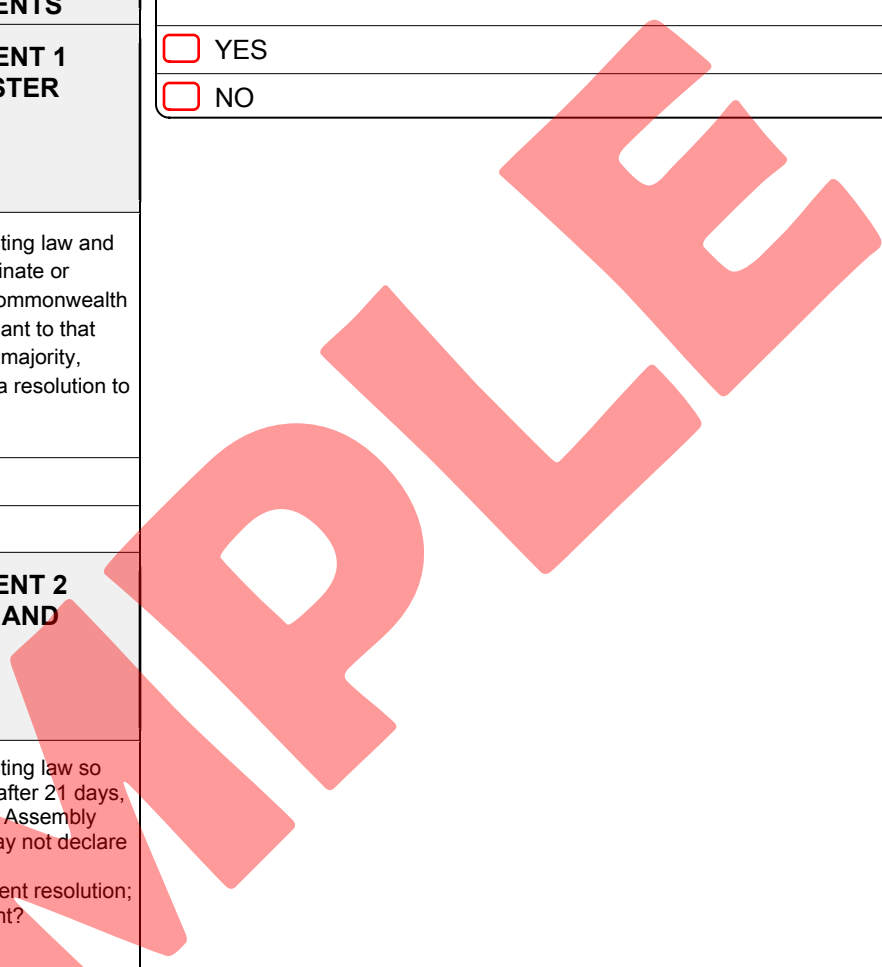 ENTS
ENT 1
STER
ting law and
inate or
ommonwealth
ant to that
majority,
a resolution to
ENT 2
AND
ting law so
after 21 days,
Assembly
ay not declare
ent resolution;
nt?
YES
NO
MPLE